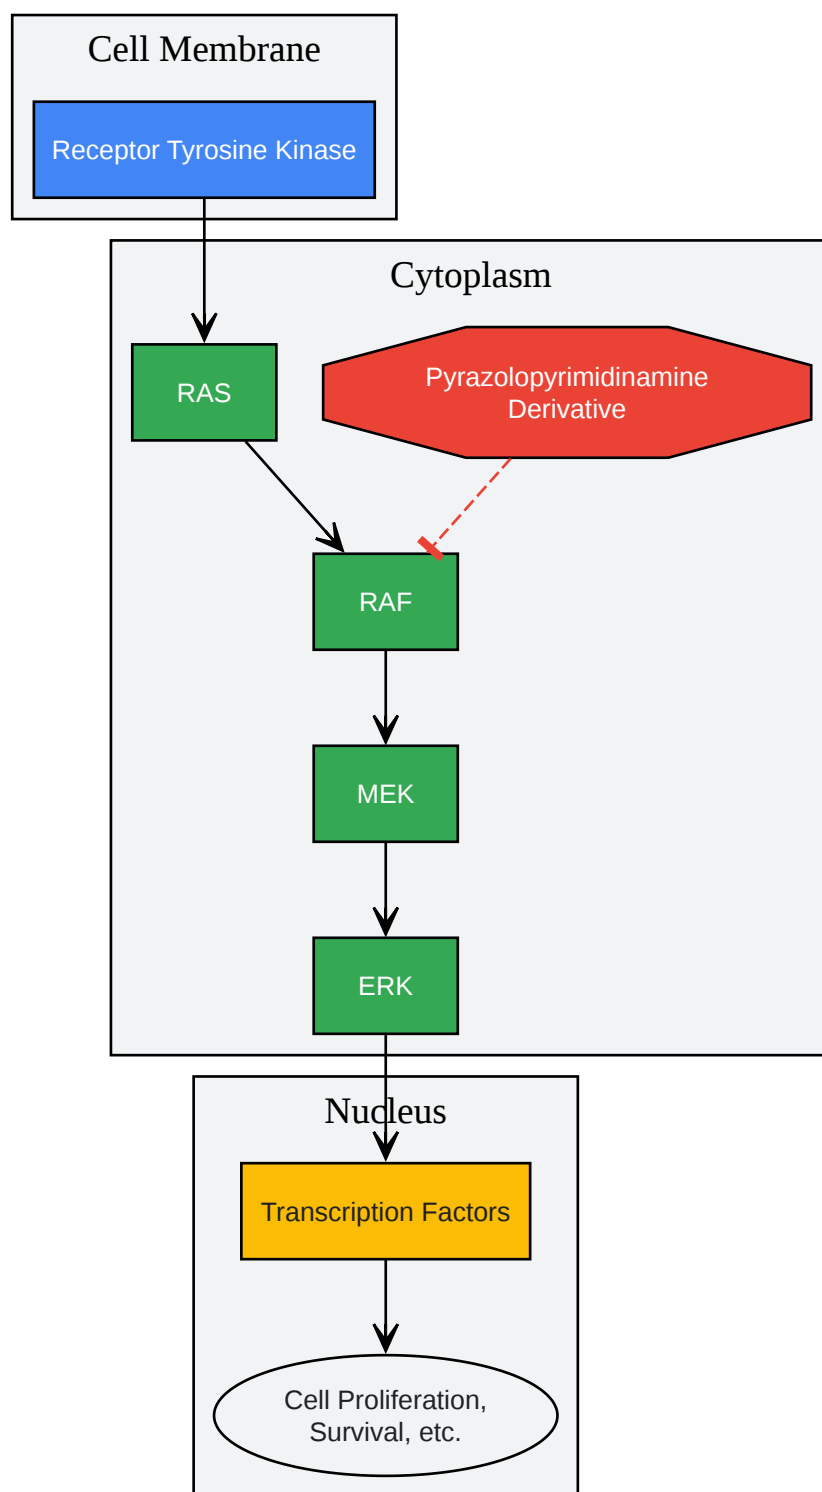 Cell Membrane
Receptor Tyrosine Kinase
Cytoplasm
RAS
Pyrazolopyrimidinamine
Derivative
RAF
MEK
ERK
Nucleus
Transcription Factors
Cell Proliferation,
Survival, etc.